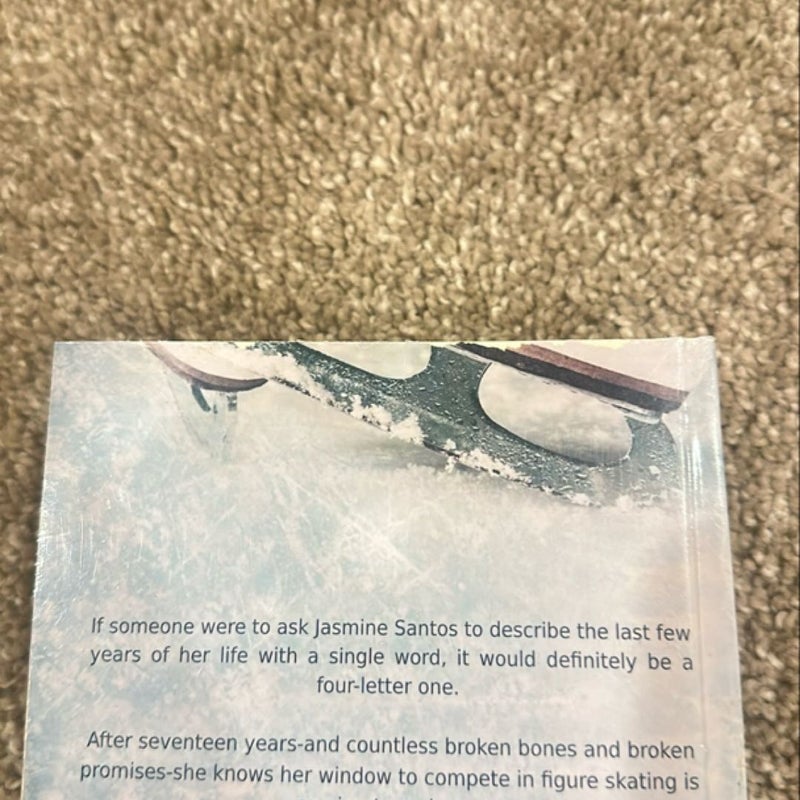 If someone were to ask Jasmine Santos to describe the last few
years of her life with a single word, it would definitely be a
four-letter one.
After seventeen years-and countless broken bones and broken
promises-she knows her window to compete in figure skating is